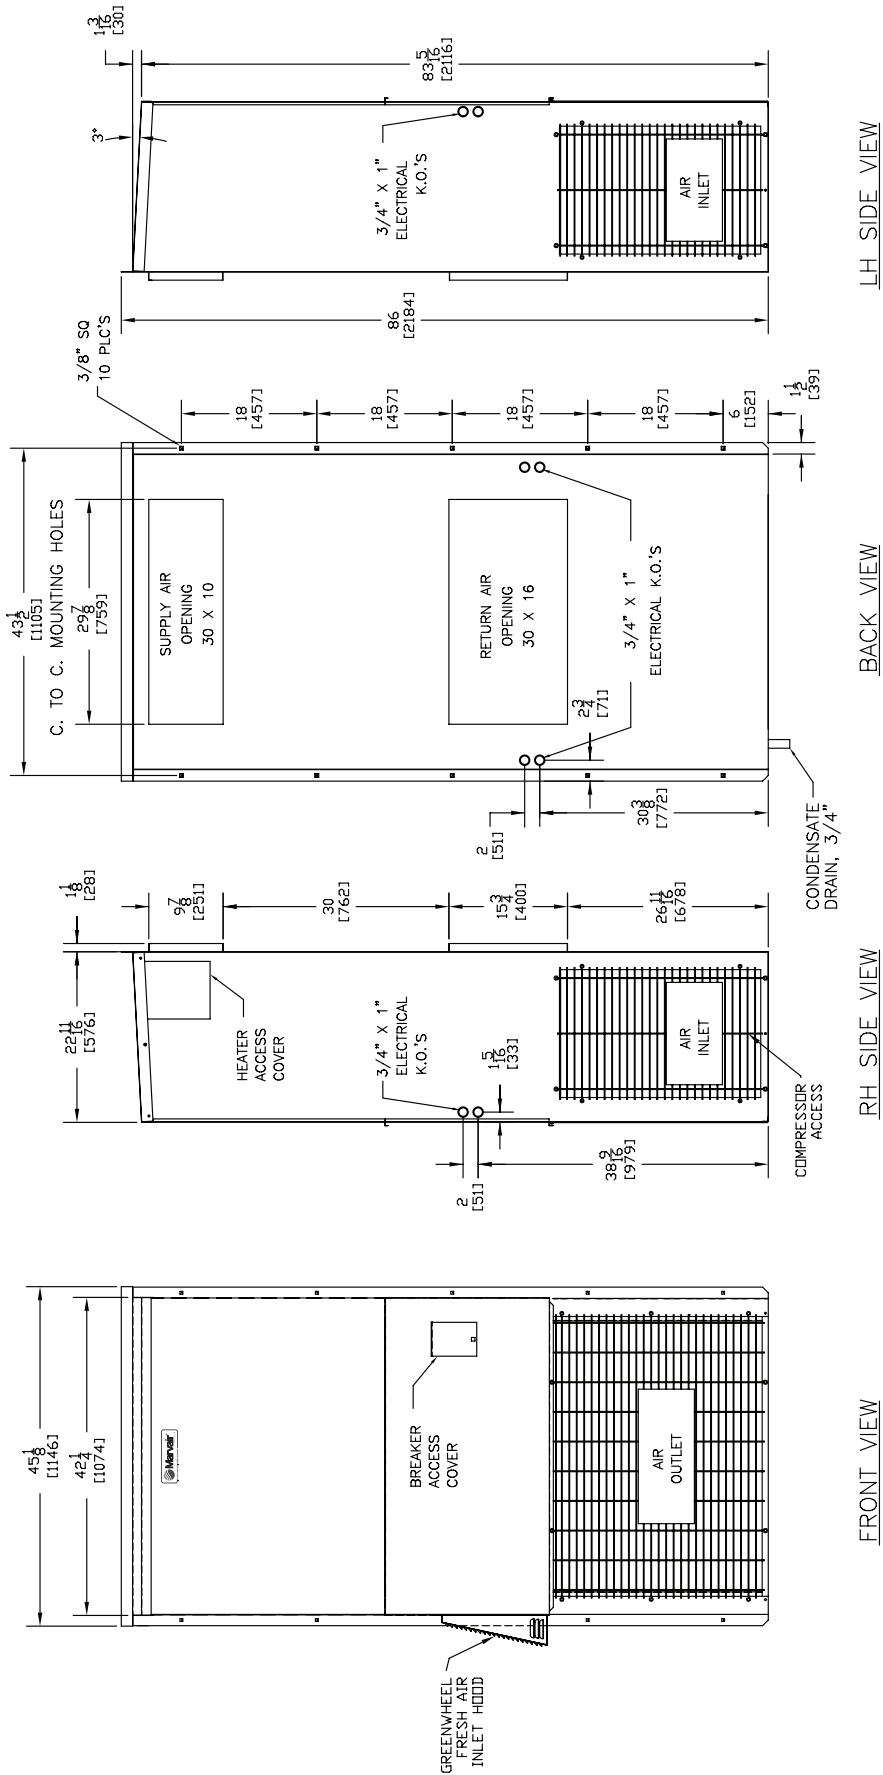 45 1/8
[1146]
42 1/4
[1074]
Marvair
BREAKER
ACCESS
COVER
AIR
OUTLET
GREENWHEEL
FRESH AIR
INLET HOOD
FRONT VIEW
1 1/8
[28]
22 11/16
[576]
9 7/8
[251]
30
[762]
15 3/4
[400]
26 11/16
[678]
HEATER
ACCESS
COVER
3/4" X 1"
ELECTRICAL
K.O.'S
1 5/16
[33]
2
[51]
38 9/16
[979]
AIR
INLET
COMPRESSOR
ACCESS
RH SIDE VIEW
43 1/2
[1105]
C. TO C. MOUNTING HOLES
29 7/8
[759]
3/8" SQ
10 PLC'S
SUPPLY AIR
OPENING
30 X 10
RETURN AIR
OPENING
30 X 16
18
[457]
18
[457]
18
[457]
18
[457]
6
[152]
1 1/2
[39]
3/4" X 1"
ELECTRICAL K.O.'S
2 3/4
[71]
2
[51]
30 3/8
[772]
CONDENSATE
DRAIN, 3/4"
BACK VIEW
1 3/16
[30]
3°
83 5/16
[2116]
86
[2184]
3/4" X 1"
ELECTRICAL
K.O.'S
AIR
INLET
LH SIDE VIEW